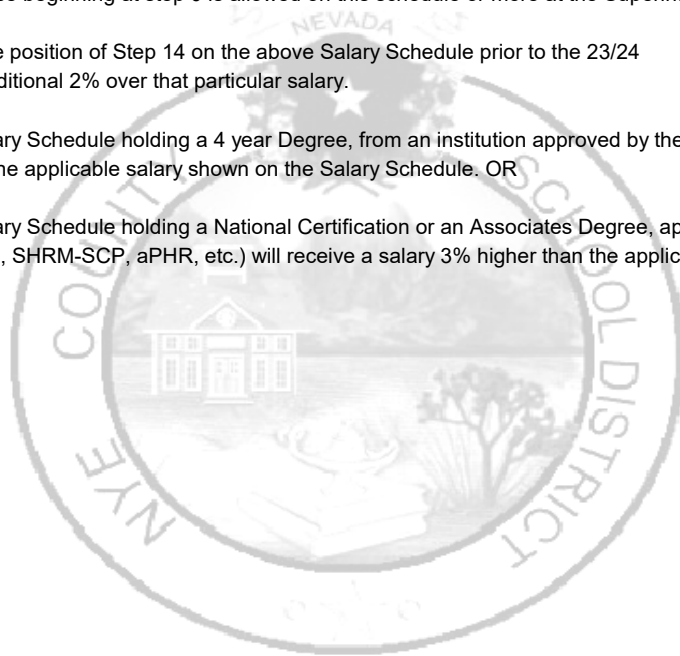 beginning at step is allowed on this schedule or more at the
position of Step 14 on the above Salary Schedule prior to the 23/24
ditional 2% over that particular salary.
ary Schedule holding a 4 year Degree, from an institution approved by the
he applicable salary shown on the Salary Schedule. OR
ary Schedule holding a National Certification or an Associates Degree, ap
, SHRM-SCP, aPHR, etc.) will receive a salary 3% higher than the applic
NEVADA
NYE COUNTY SCHOOL DISTRICT